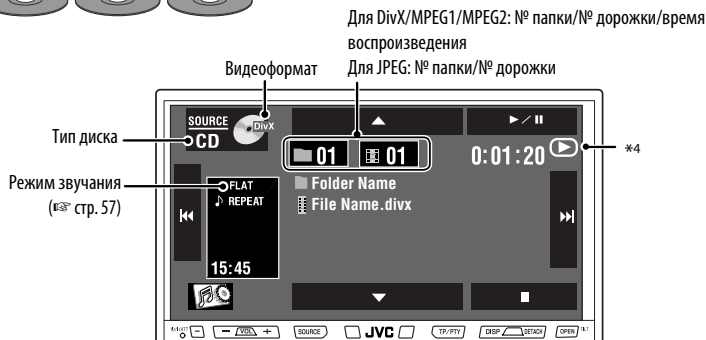 Для DivX/MPEG1/MPEG2: № папки/№ дорожки/время
воспроизведения
Для JPEG: № папки/№ дорожки
Видеоформат
Тип диска
Режим звучания
(☞ стр. 57)
SOURCE
CD
DivX
01 01 0:01:20
*4
FLAT
REPEAT
Folder Name
File Name.divx
15:45
VOL
SOURCE
JVC
TP/PTY
DISP
DETACH
OPEN
TILT